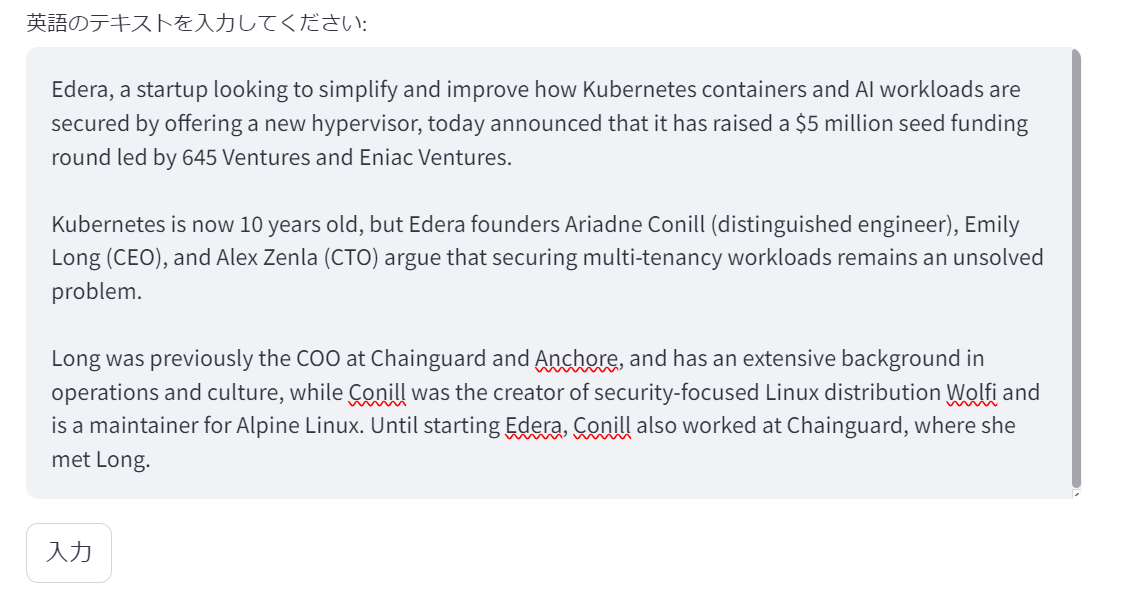 英語のテキストを入力してください:
Edera, a startup looking to simplify and improve how Kubernetes containers and AI workloads are
secured by offering a new hypervisor, today announced that it has raised a $5 million seed funding
round led by 645 Ventures and Eniac Ventures.
Kubernetes is now 10 years old, but Edera founders Ariadne Conill (distinguished engineer), Emily
Long (CEO), and Alex Zenla (CTO) argue that securing multi-tenancy workloads remains an unsolved
problem.
Long was previously the COO at Chainguard and Anchore, and has an extensive background in
operations and culture, while Conill was the creator of security-focused Linux distribution Wolfi and
is a maintainer for Alpine Linux. Until starting Edera, Conill also worked at Chainguard, where she
met Long.
入力